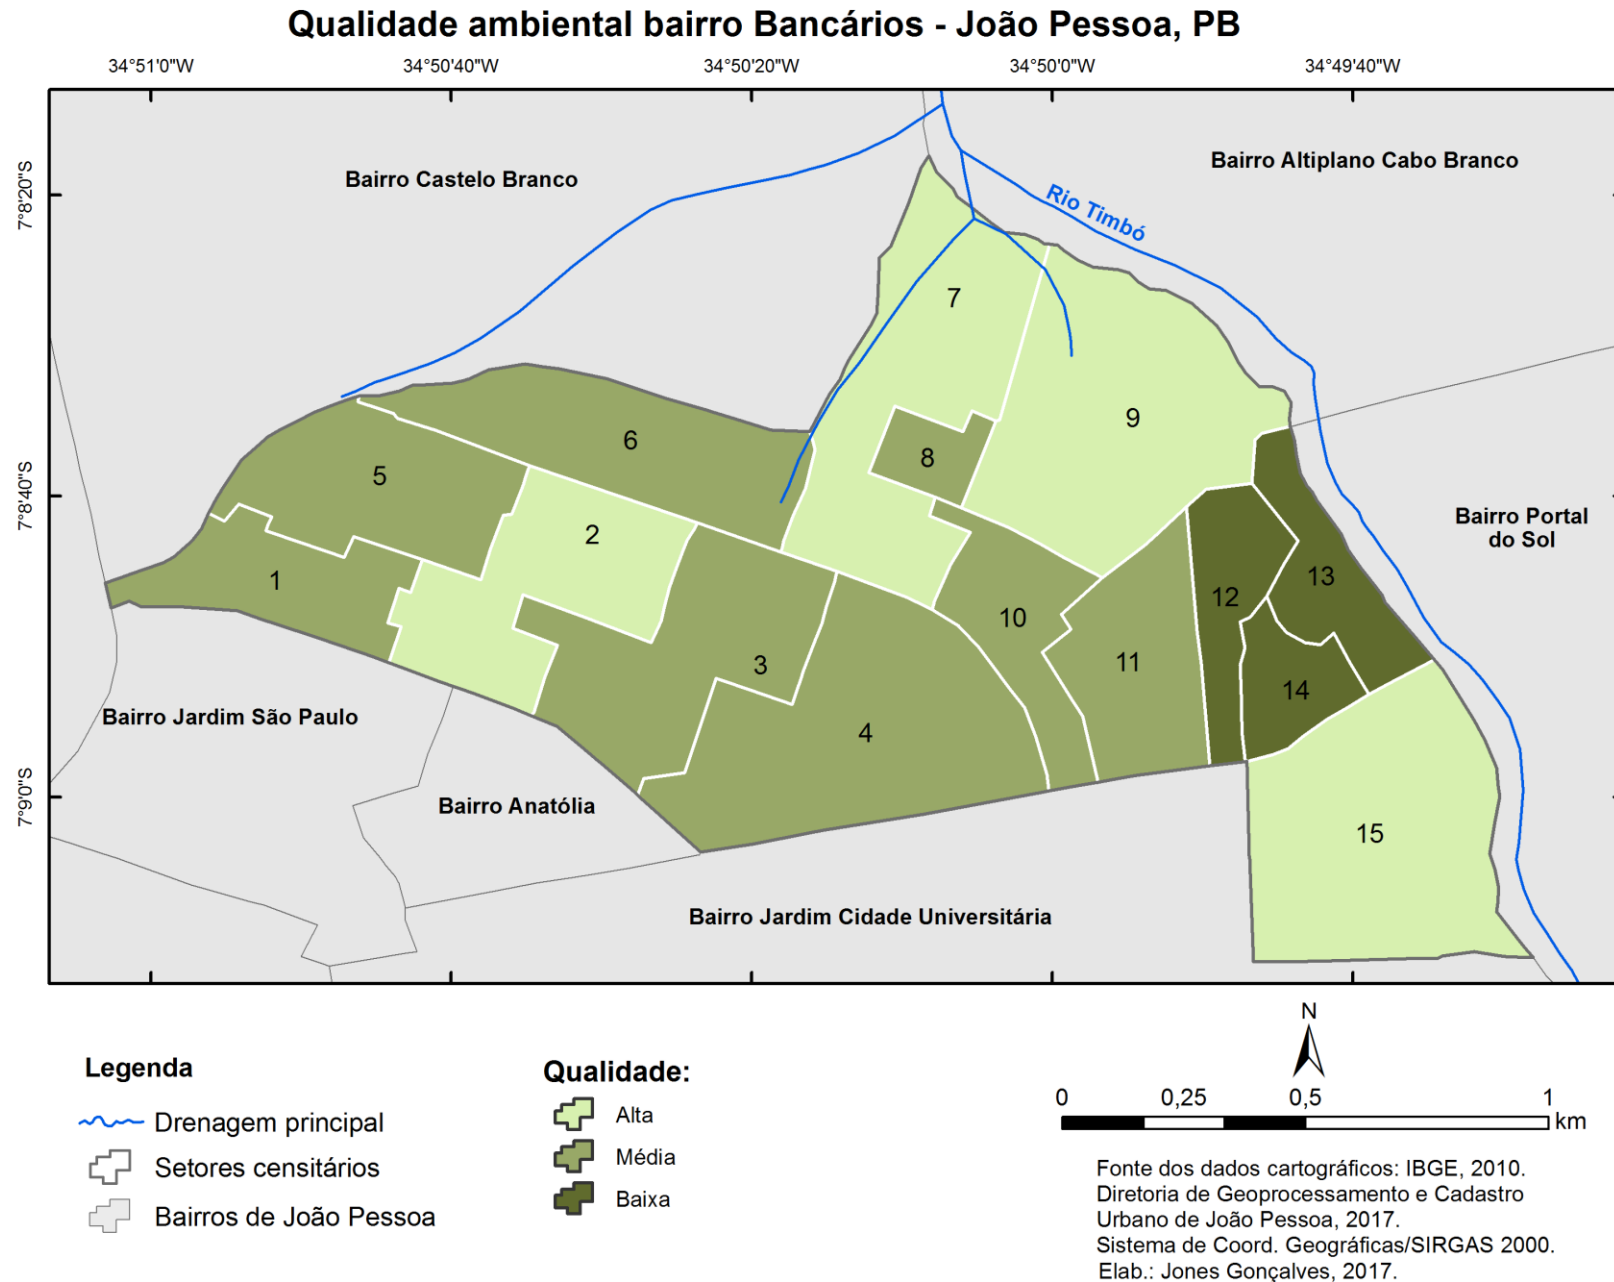 Qualidade ambiental bairro Bancários - João Pessoa, PB
34°51'0"W 34°50'40"W 34°50'20"W 34°50'0"W 34°49'40"W
7°8'20"S
7°8'40"S
7°9'0"S
Bairro Castelo Branco
Bairro Altiplano Cabo Branco
Rio Timbó
7
9
6
8
5
2
Bairro Portal
do Sol
1
13
12
10
3
11
14
Bairro Jardim São Paulo
4
Bairro Anatólia
15
Bairro Jardim Cidade Universitária
N
Legenda
Drenagem principal
Setores censitários
Bairros de João Pessoa
Qualidade:
Alta
Média
Baixa
0 0,25 0,5 1
km
Fonte dos dados cartográficos: IBGE, 2010.
Diretoria de Geoprocessamento e Cadastro
Urbano de João Pessoa, 2017.
Sistema de Coord. Geográficas/SIRGAS 2000.
Elab.: Jones Gonçalves, 2017.